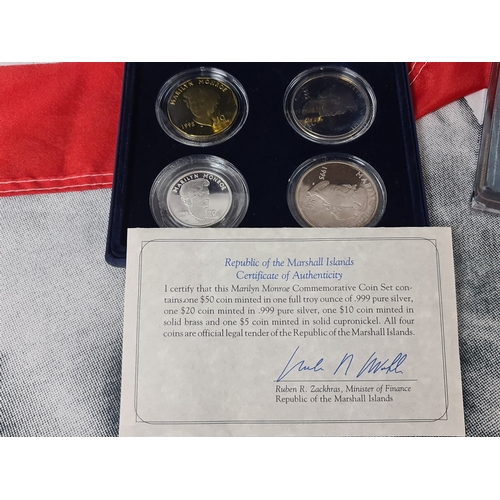 MARILYN MONROE
1995
$10
MARILYN MONROE
1995
Republic of the Marshall Islands
Certificate of Authenticity
I certify that this Marilyn Monroe Commemorative Coin Set con-
tains one $50 coin minted in one full troy ounce of .999 pure silver,
one $20 coin minted in .999 pure silver, one $10 coin minted in
solid brass and one $5 coin minted in solid cupronickel. All four
coins are official legal tender of the Republic of the Marshall Islands.
Ruben R. Zackhras, Minister of Finance
Republic of the Marshall Islands